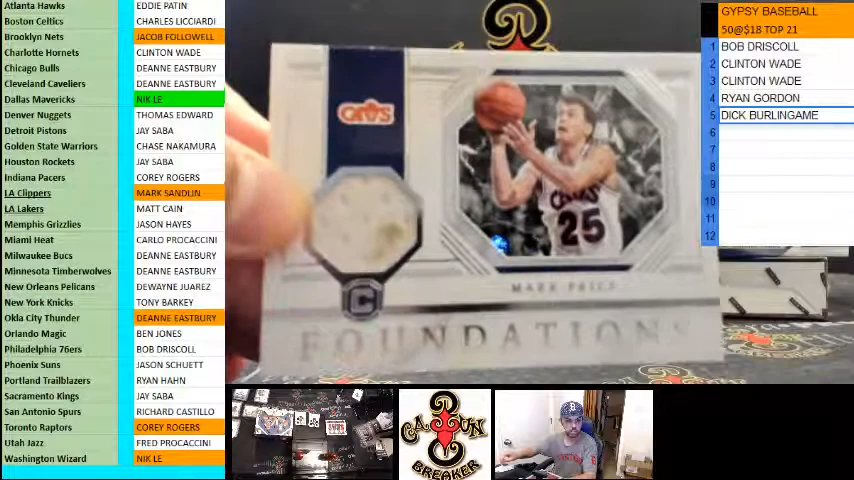 Atlanta Hawks EDDIE PATIN
Boston Celtics CHARLES LICCIARDI
Brooklyn Nets JACOB FOLLOWELL
Charlotte Hornets CLINTON WADE
Chicago Bulls DEANNE EASTBURY
Cleveland Cavaliers DEANNE EASTBURY
Dallas Mavericks NIK LE
Denver Nuggets THOMAS EDWARD
Detroit Pistons JAY SABA
Golden State Warriors CHASE NAKAMURA
Houston Rockets JAY SABA
Indiana Pacers COREY ROGERS
LA Clippers MARK SANDLIN
LA Lakers MATT CAIN
Memphis Grizzlies JASON HAYES
Miami Heat CARLO PROCACCINI
Milwaukee Bucs DEANNE EASTBURY
Minnesota Timberwolves DEANNE EASTBURY
New Orleans Pelicans DEWAYNE JUAREZ
New York Knicks TONY BARKEY
Okla City Thunder DEANNE EASTBURY
Orlando Magic BEN JONES
Philadelphia 76ers BOB DRISCOLL
Phoenix Suns JASON SCHUETT
Portland Trailblazers RYAN HAHN
Sacramento Kings JAY SABA
San Antonio Spurs RICHARD CASTILLO
Toronto Raptors COREY ROGERS
Utah Jazz FRED PROCACCINI
Washington Wizard NIK LE
CAVS
CAVS
25
MARK PRICE
C
FOUNDATIONS
GYPSY BASEBALL
50@$18 TOP 21
1 BOB DRISCOLL
2 CLINTON WADE
3 CLINTON WADE
4 RYAN GORDON
5 DICK BURLINGAME
6
7
8
9
10
11
12
CAJUN
BREAKER
B